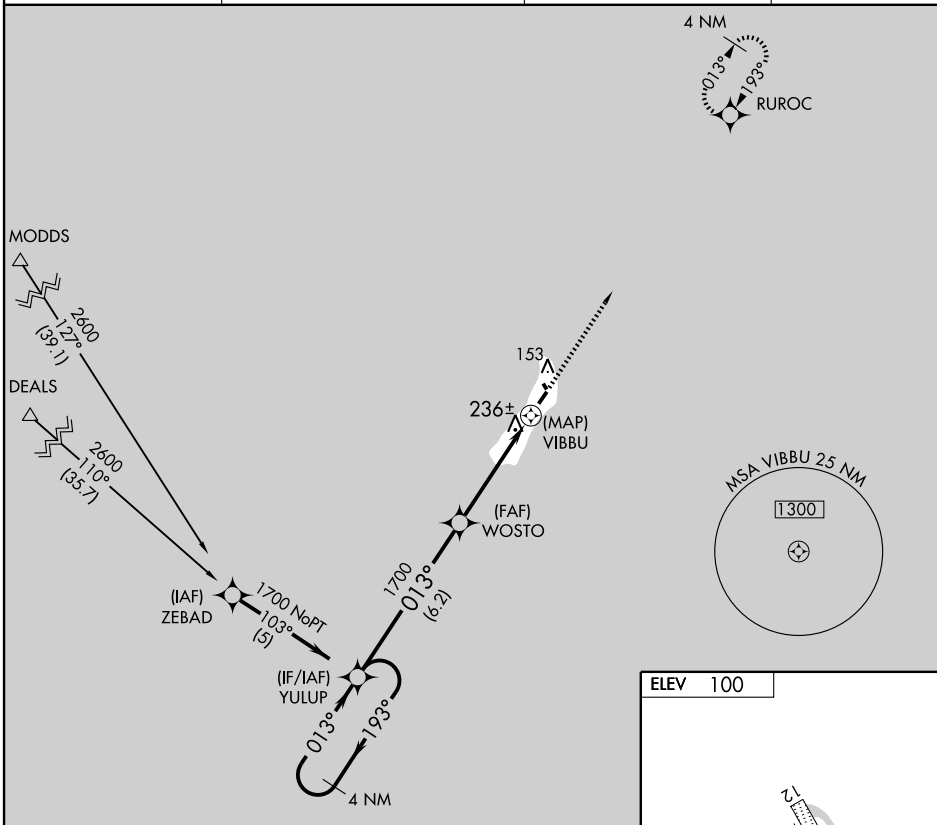 4 NM
013°
193°
RUROC
MODDS
2600
127°
(39.1)
DEALS
2600
110°
(35.7)
153
236±
(MAP)
VIBBU
(FAF)
WOSTO
MSA VIBBU 25 NM
1300
(IAF)
ZEBAD
1700 NoPT
103°
(5)
1700
013°
(6.2)
(IF/IAF)
YULUP
013°
193°
4 NM
ELEV 100
12